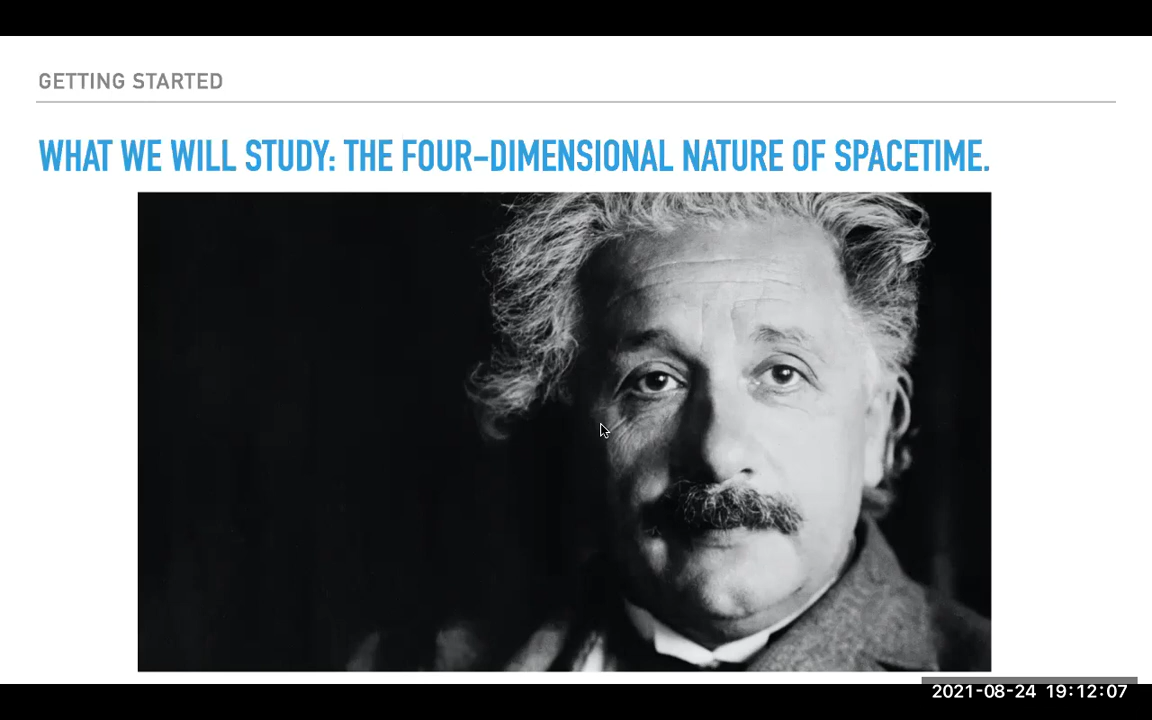 GETTING STARTED
WHAT WE WILL STUDY: THE FOUR-DIMENSIONAL NATURE OF SPACETIME.
2021-08-24 19:12:07